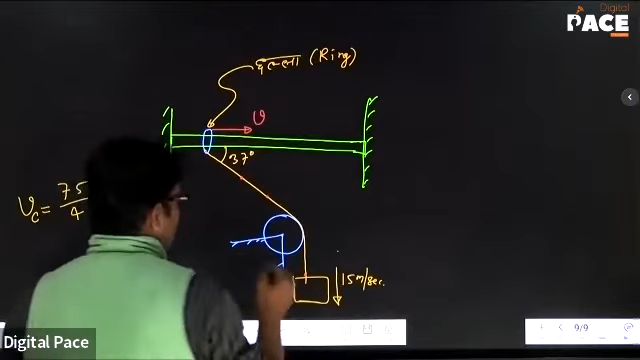 Digital
PACE
छल्ला (Ring)
v
37°
V_C = 75/4
15 m/sec.
9/9
Digital Pace